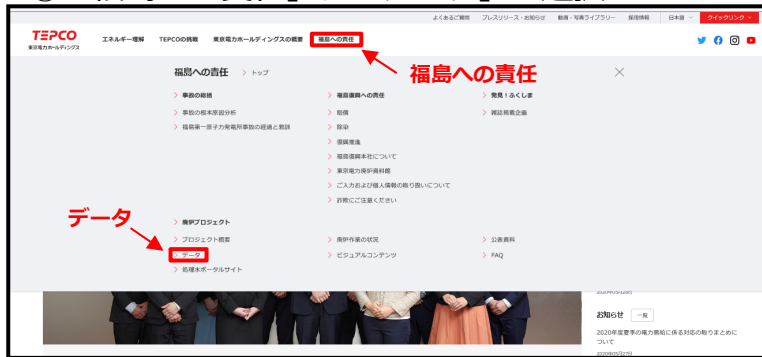 よくあるご質問 プレスリリース・お知らせ 動画・写真ライブラリー 採用情報 日本語 クイックリンク
TEPCO
東京電力ホールディングス
エネルギー理解 TEPCOの挑戦 東京電力ホールディングスの概要 福島への責任
福島への責任 > トップ
福島への責任
> 事故の総括 > 福島復興への責任 > 発見！ふくしま
> 事故の根本原因分析 > 賠償 > 雑誌掲載企画
> 福島第一原子力発電所事故の経過と教訓 > 除染
> 復興推進
> 福島復興本社について
> 東京電力廃炉資料館
> ご入力および個人情報の取り扱いについて
> 詐欺にご注意ください
データ
> 廃炉プロジェクト
> プロジェクト概要 > 廃炉作業の状況 > 公表資料
> データ > ビジュアルコンテンツ > FAQ
> 処理水ポータルサイト
お知らせ 一覧
2020年度夏季の電力需給に係る対応の取りまとめに
ついて
2020年05月27日